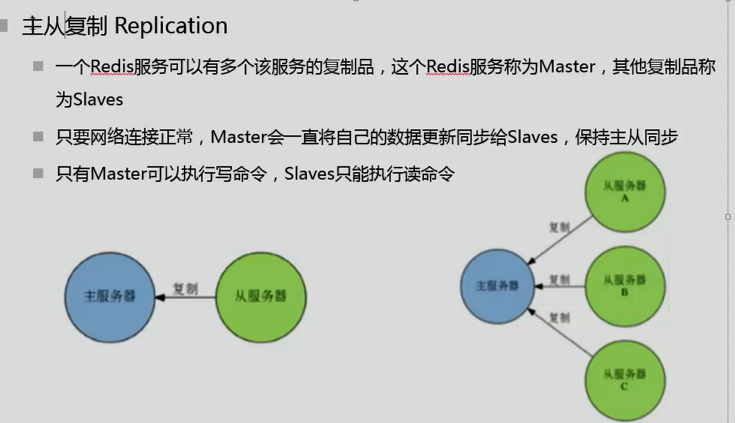 主从复制 Replication
一个Redis服务可以有多个该服务的复制品，这个Redis服务称为Master，其他复制品称
为Slaves
只要网络连接正常，Master会一直将自己的数据更新同步给Slaves，保持主从同步
只有Master可以执行写命令，Slaves只能执行读命令
主服务器
复制
从服务器
主服务器
复制
从服务器
A
复制
从服务器
B
复制
从服务器
C